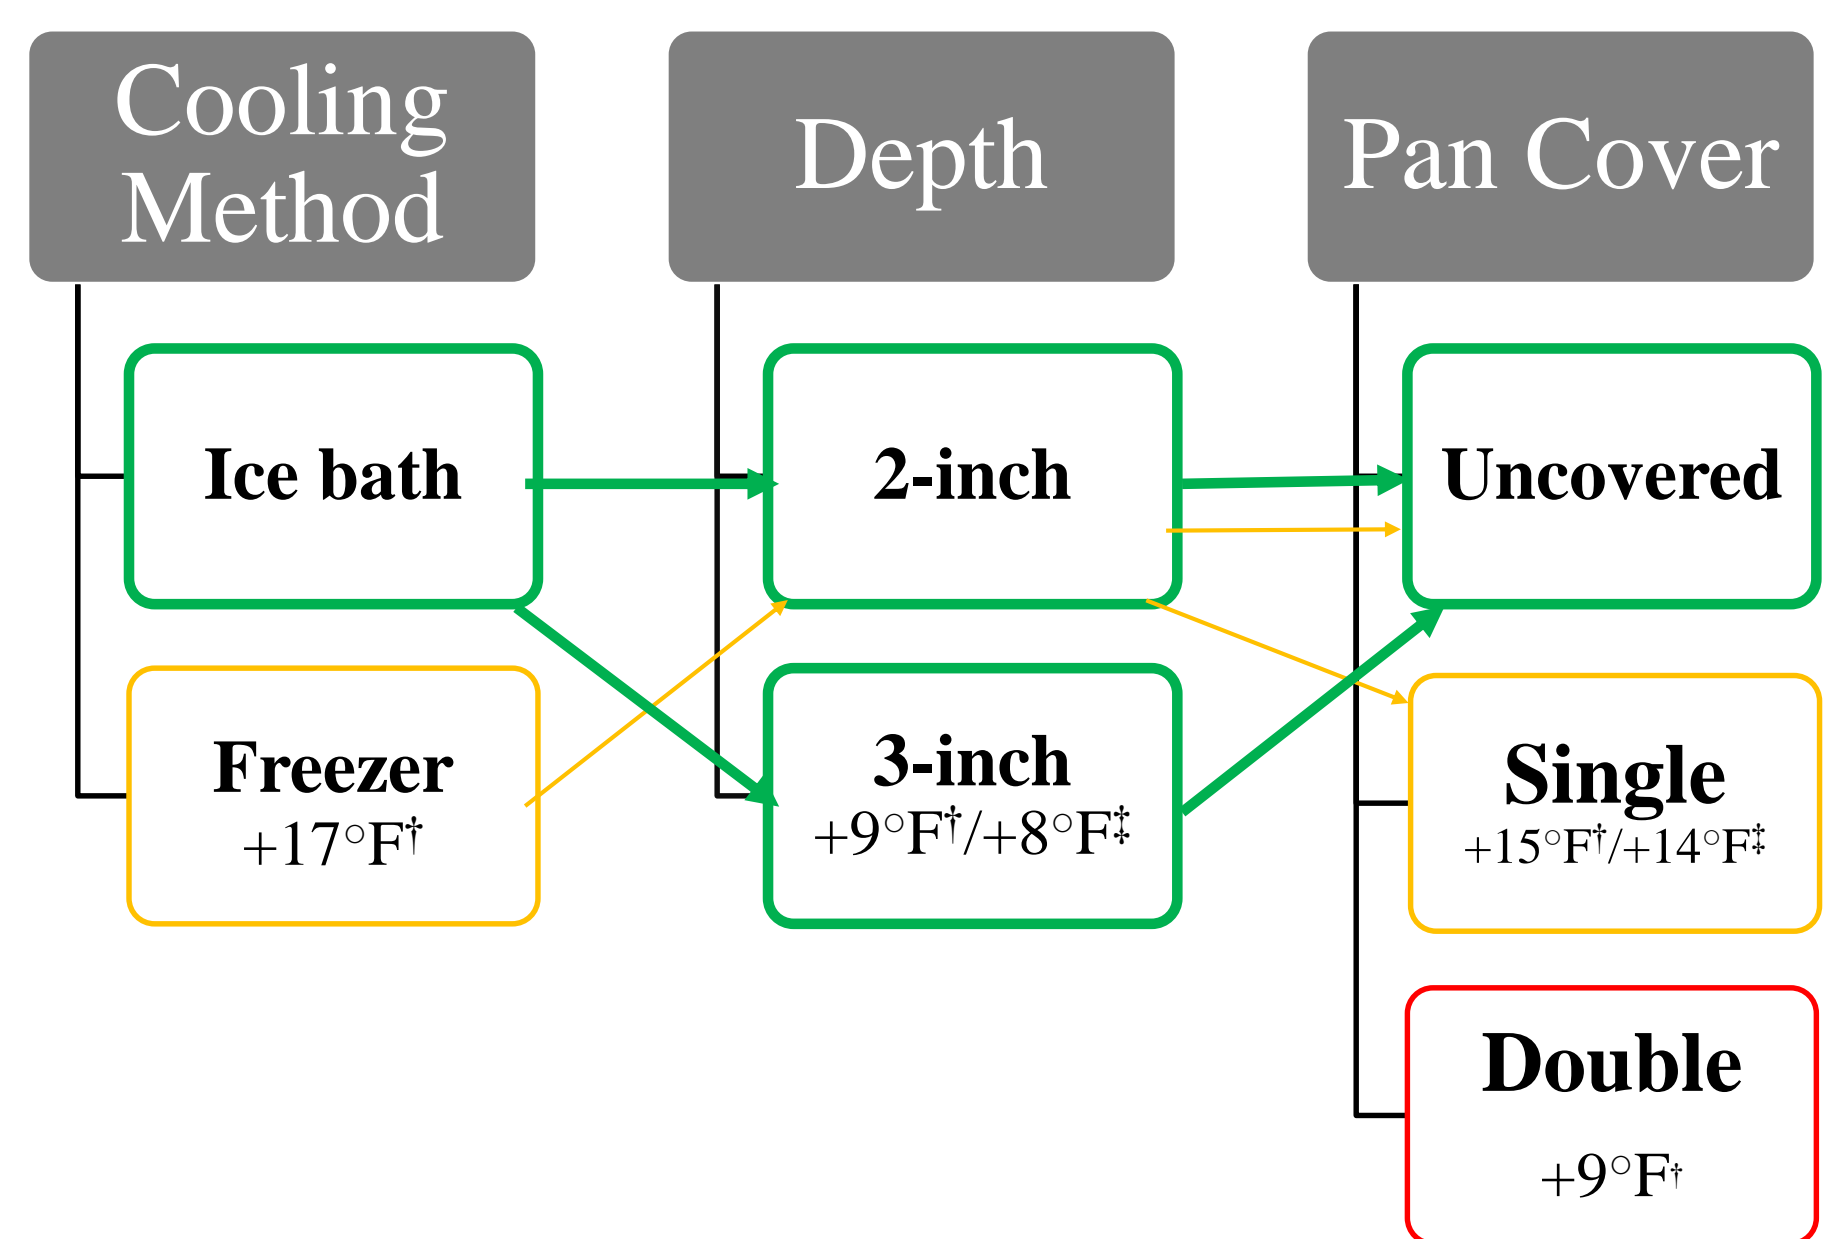 Cooling
Method
Depth
Pan Cover
Ice bath
2-inch
Uncovered
Freezer
+17°F†
3-inch
+9°F†/+8°F‡
Single
+15°F†/+14°F‡
Double
+9°F†